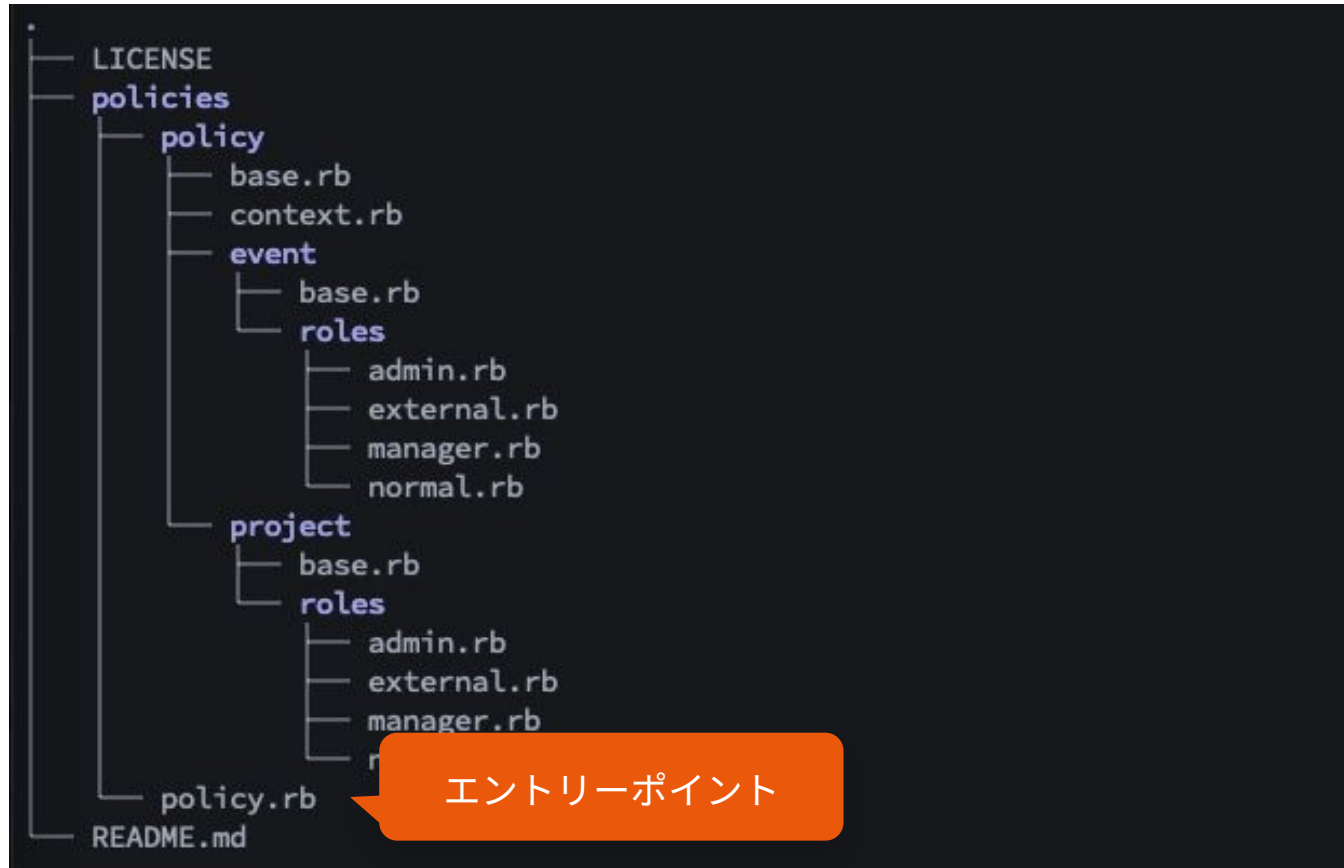 .
├── LICENSE
├── policies
│   ├── policy
│   │   ├── base.rb
│   │   ├── context.rb
│   │   ├── event
│   │   │   ├── base.rb
│   │   │   └── roles
│   │   │       ├── admin.rb
│   │   │       ├── external.rb
│   │   │       ├── manager.rb
│   │   │       └── normal.rb
│   │   └── project
│   │       ├── base.rb
│   │       └── roles
│   │           ├── admin.rb
│   │           ├── external.rb
│   │           ├── manager.rb
│   └── policy.rb
エントリーポイント
└── README.md